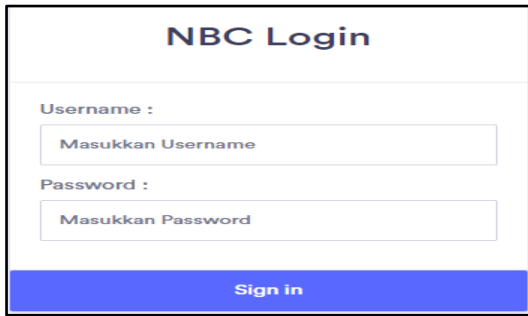 NBC Login
Username :
Masukkan Username
Password :
Masukkan Password
Sign in